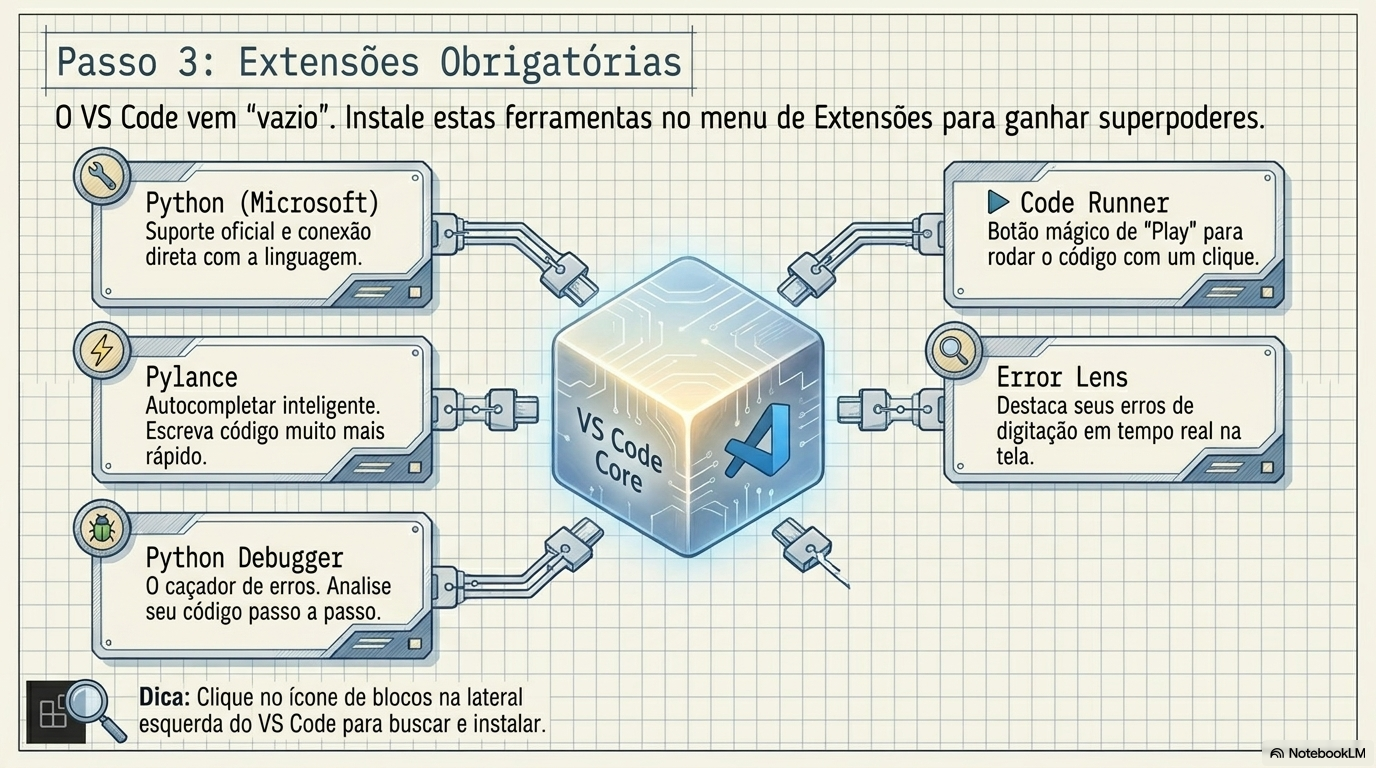 Passo 3: Extensões Obrigatórias
O VS Code vem “vazio”. Instale estas ferramentas no menu de Extensões para ganhar superpoderes.
Python (Microsoft)
Suporte oficial e conexão
direta com a linguagem.
Pylance
Autocompletar inteligente.
Escreva código muito mais
rápido.
Python Debugger
O caçador de erros. Analise
seu código passo a passo.
VS Code
Core
Code Runner
Botão mágico de "Play" para
rodar o código com um clique.
Error Lens
Destaca seus erros de
digitação em tempo real na
tela.
Dica: Clique no ícone de blocos na lateral
esquerda do VS Code para buscar e instalar.
NotebookLM